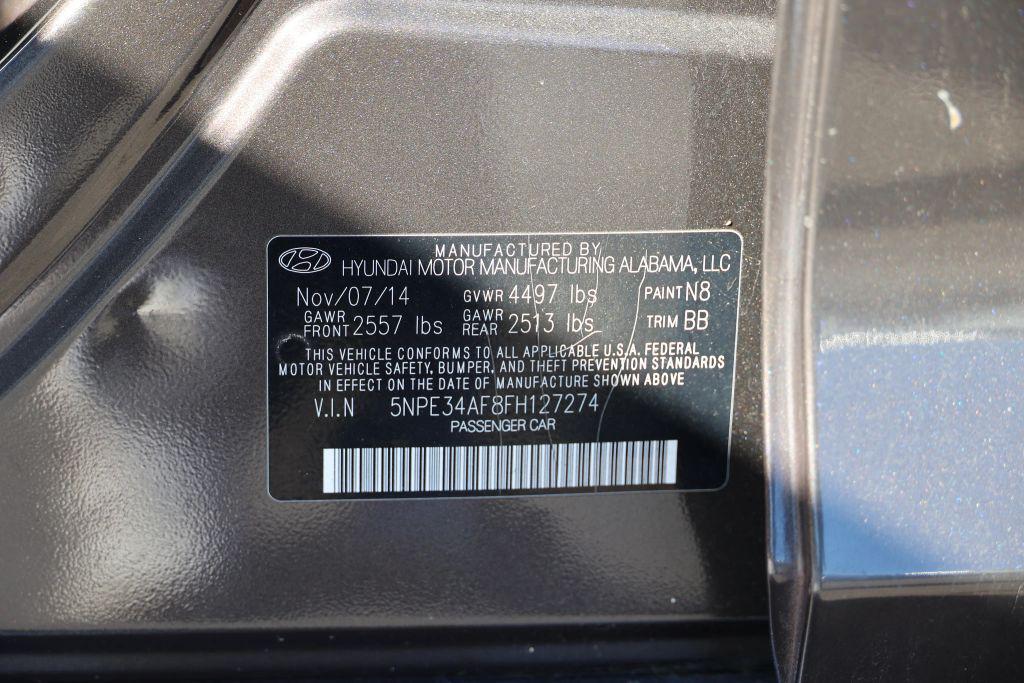 MANUFACTURED BY
HYUNDAI MOTOR MANUFACTURING ALABAMA, LLC
Nov/07/14 GVWR 4497 lbs PAINT N8
GAWR FRONT 2557 lbs GAWR REAR 2513 lbs TRIM BB
THIS VEHICLE CONFORMS TO ALL APPLICABLE U.S.A. FEDERAL
MOTOR VEHICLE SAFETY, BUMPER, AND THEFT PREVENTION STANDARDS
IN EFFECT ON THE DATE OF MANUFACTURE SHOWN ABOVE
V.I.N 5NPE34AF8FH127274
PASSENGER CAR